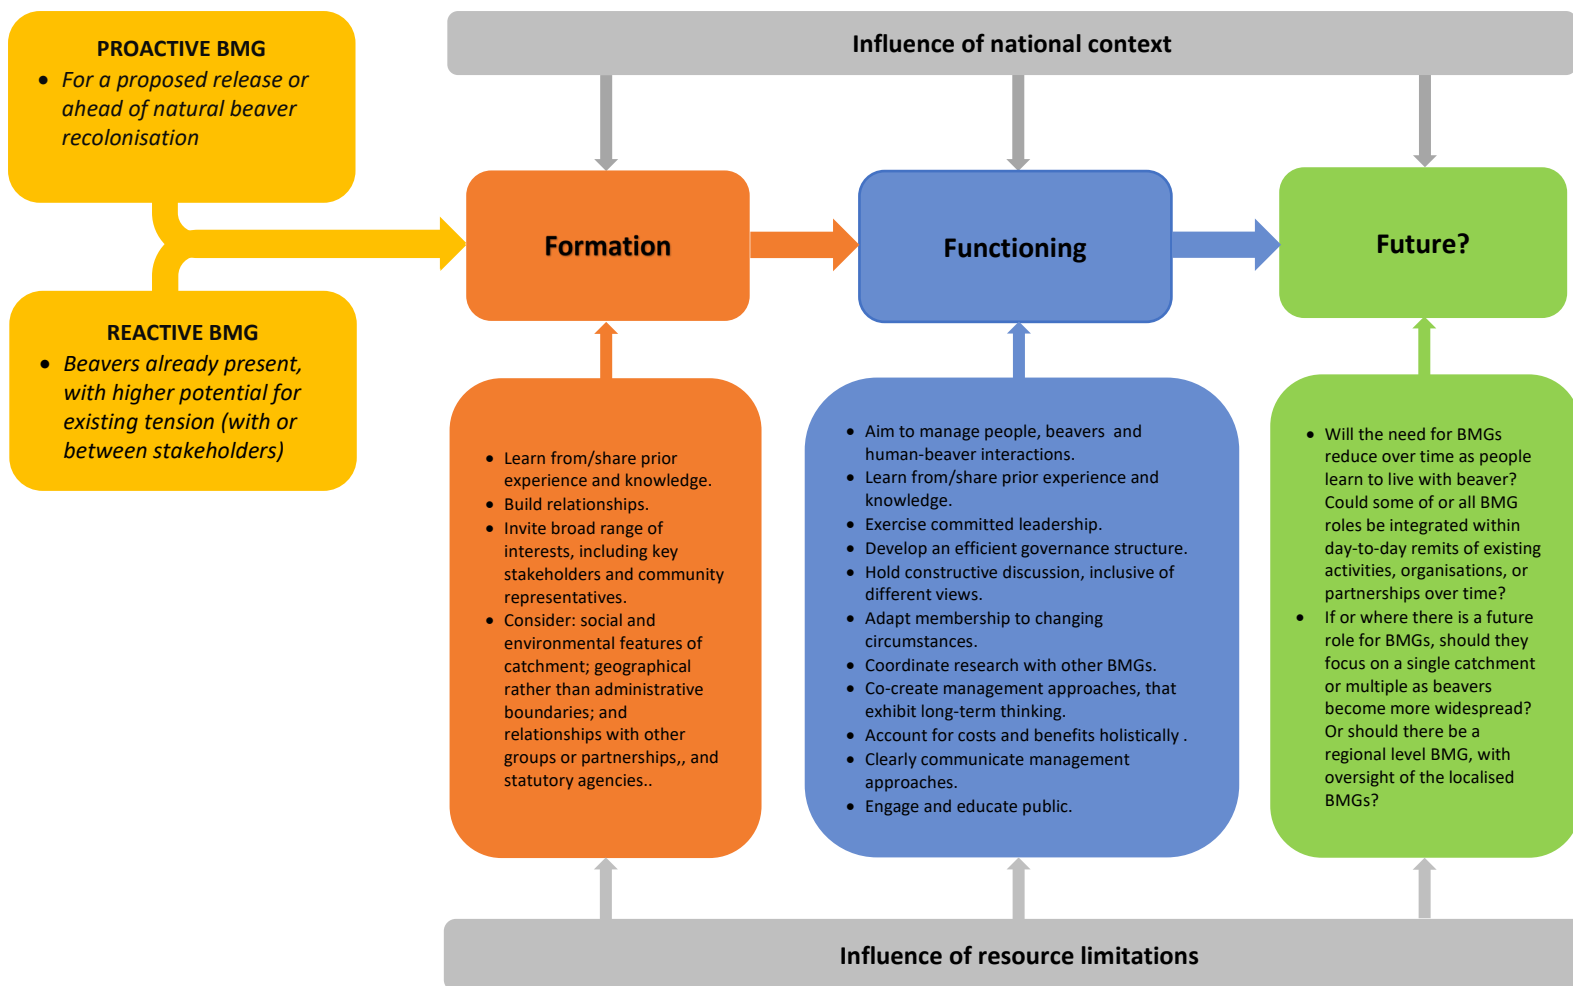 PROACTIVE BMG
• For a proposed release or
ahead of natural beaver
recolonisation
REACTIVE BMG
• Beavers already present,
with higher potential for
existing tension (with or
between stakeholders)
Influence of national context
Formation
Functioning
Future?
• Learn from/share prior
experience and knowledge.
• Build relationships.
• Invite broad range of
interests, including key
stakeholders and community
representatives.
• Consider: social and
environmental features of
catchment; geographical
rather than administrative
boundaries; and
relationships with other
groups or partnerships,, and
statutory agencies..
• Aim to manage people, beavers and
human-beaver interactions.
• Learn from/share prior experience and
knowledge.
• Exercise committed leadership.
• Develop an efficient governance structure.
• Hold constructive discussion, inclusive of
different views.
• Adapt membership to changing
circumstances.
• Coordinate research with other BMGs.
• Co-create management approaches, that
exhibit long-term thinking.
• Account for costs and benefits holistically .
• Clearly communicate management
approaches.
• Engage and educate public.
• Will the need for BMGs
reduce over time as people
learn to live with beaver?
Could some of or all BMG
roles be integrated within
day-to-day remits of existing
activities, organisations, or
partnerships over time?
• If or where there is a future
role for BMGs, should they
focus on a single catchment
or multiple as beavers
become more widespread?
Or should there be a
regional level BMG, with
oversight of the localised
BMGs?
Influence of resource limitations